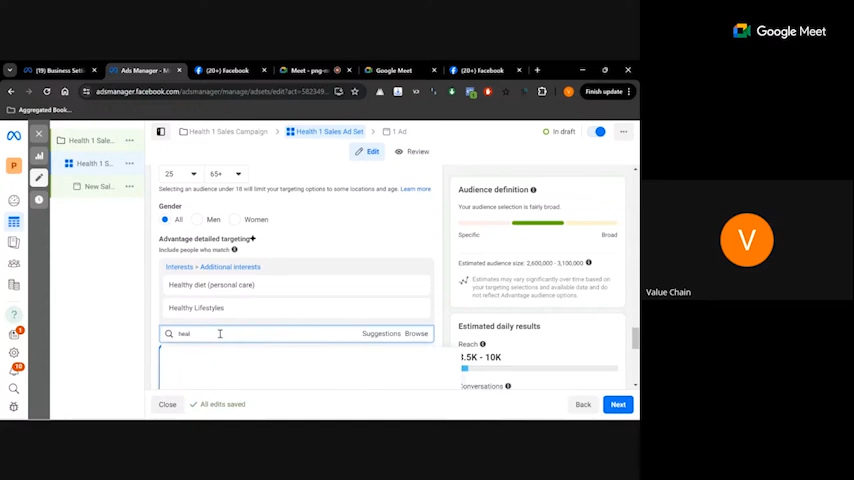 Google Meet
(19) Business Setti
Ads Manager - M
(20+) Facebook
Meet - png-m
Google Meet
(20+) Facebook
adsmanager.facebook.com/adsmanager/manage/adsets/edit?act=582349
Finish update
Aggregated Book...
Health 1 Sale...
Health 1 S...
New Sal...
Health 1 Sales Campaign
Health 1 Sales Ad Set
1 Ad
In draft
Edit
Review
25
65+
Selecting an audience under 18 will limit your targeting options to some locations and age. Learn more
Gender
All
Men
Women
Advantage detailed targeting
Include people who match
Interests > Additional interests
Healthy diet (personal care)
Healthy Lifestyles
heal
Suggestions
Browse
Audience definition
Your audience selection is fairly broad.
Specific
Broad
Estimated audience size: 2,600,000 - 3,100,000
Estimates may vary significantly over time based on
your targeting selections and available data and do
not reflect Advantage audience options.
Estimated daily results
Reach
3.5K - 10K
Conversations
Close
All edits saved
Back
Next
P
1
10
V
V
Value Chain